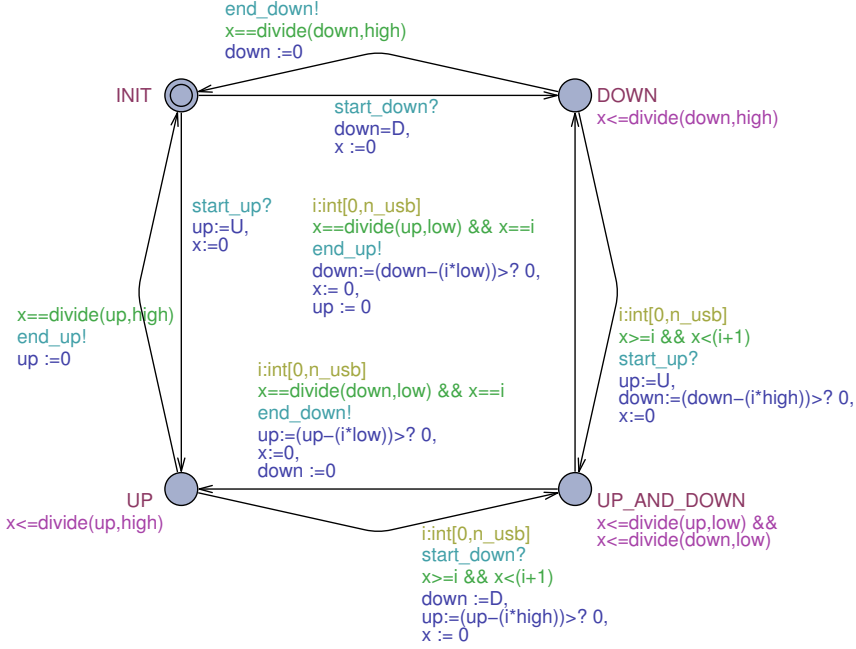 end_down!
x==divide(down,high)
down :=0
INIT
DOWN
x<=divide(down,high)
start_down?
down=D,
x :=0
start_up?
up:=U,
x:=0
i:int[0,n_usb]
x==divide(up,low) && x==i
end_up!
down:=(down−(i*low))>? 0,
x:= 0,
up := 0
x==divide(up,high)
end_up!
up :=0
i:int[0,n_usb]
x>=i && x<(i+1)
start_up?
up:=U,
down:=(down−(i*high))>? 0,
x:=0
i:int[0,n_usb]
x==divide(down,low) && x==i
end_down!
up:=(up−(i*low))>? 0,
x:=0,
down :=0
UP
x<=divide(up,high)
UP_AND_DOWN
x<=divide(up,low) &&
x<=divide(down,low)
i:int[0,n_usb]
start_down?
x>=i && x<(i+1)
down :=D,
up:=(up−(i*high))>? 0,
x := 0